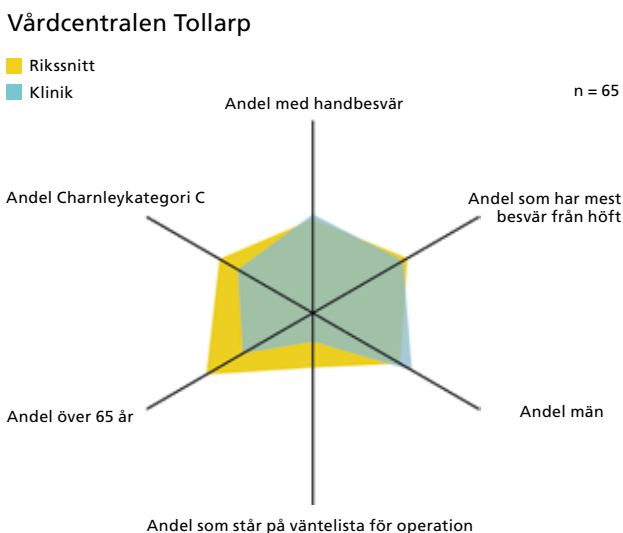 Vårdcentralen Tollarp
Rikssnitt
Klinik
n = 65
Andel med handbesvär
Andel Charnleykategori C
Andel som har mest
besvär från höft
Andel över 65 år
Andel män
Andel som står på väntelista för operation